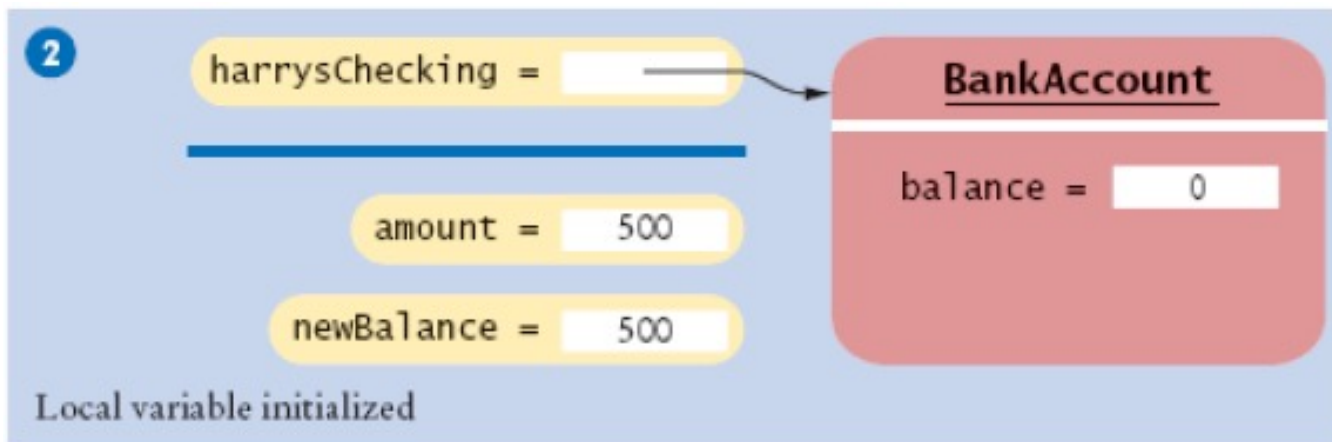 2
harrysChecking =
BankAccount
balance = 0
amount = 500
newBalance = 500
Local variable initialized